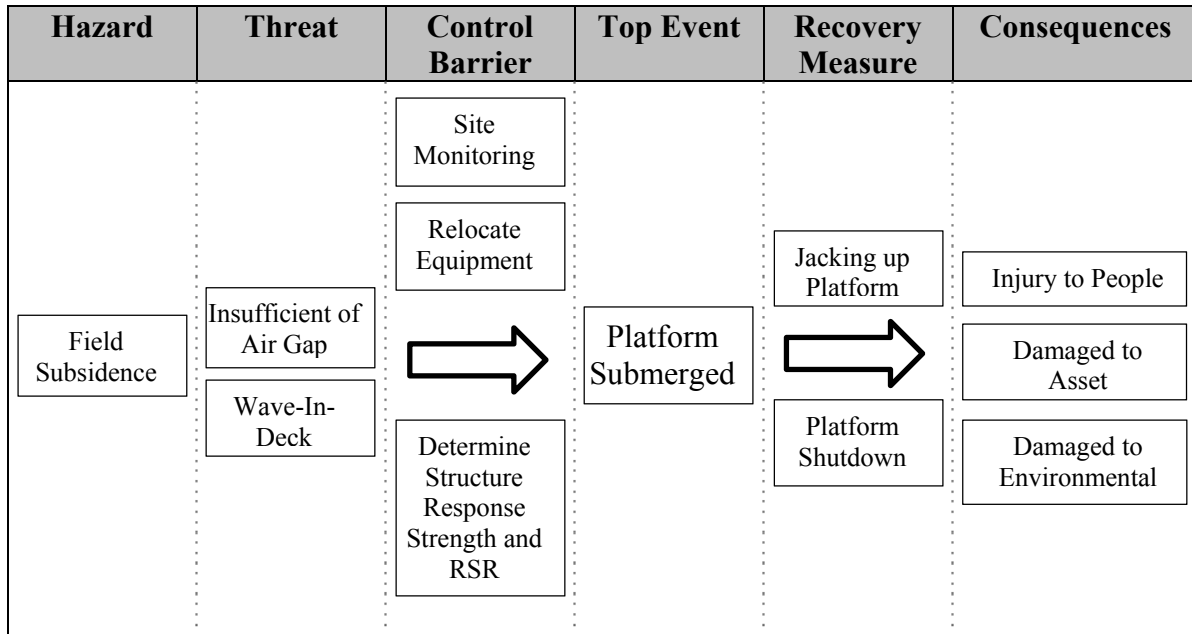 Hazard
Threat
Control
Barrier
Top Event
Recovery
Measure
Consequences
Field
Subsidence
Insufficient of
Air Gap
Wave-In-
Deck
Site
Monitoring
Relocate
Equipment
Determine
Structure
Response
Strength and
RSR
Platform
Submerged
Jacking up
Platform
Platform
Shutdown
Injury to People
Damaged to
Asset
Damaged to
Environmental